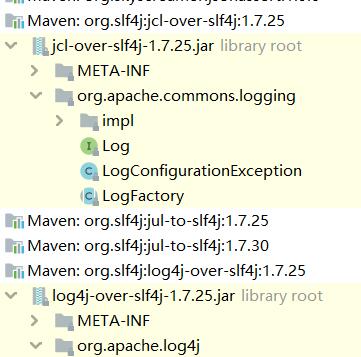 Maven: org.slf4j:jcl-over-slf4j:1.7.25
jcl-over-slf4j-1.7.25.jar library root
META-INF
org.apache.commons.logging
impl
I Log
C LogConfigurationException
C LogFactory
Maven: org.slf4j:jul-to-slf4j:1.7.25
Maven: org.slf4j:jul-to-slf4j:1.7.30
Maven: org.slf4j:log4j-over-slf4j:1.7.25
log4j-over-slf4j-1.7.25.jar library root
META-INF
org.apache.log4j